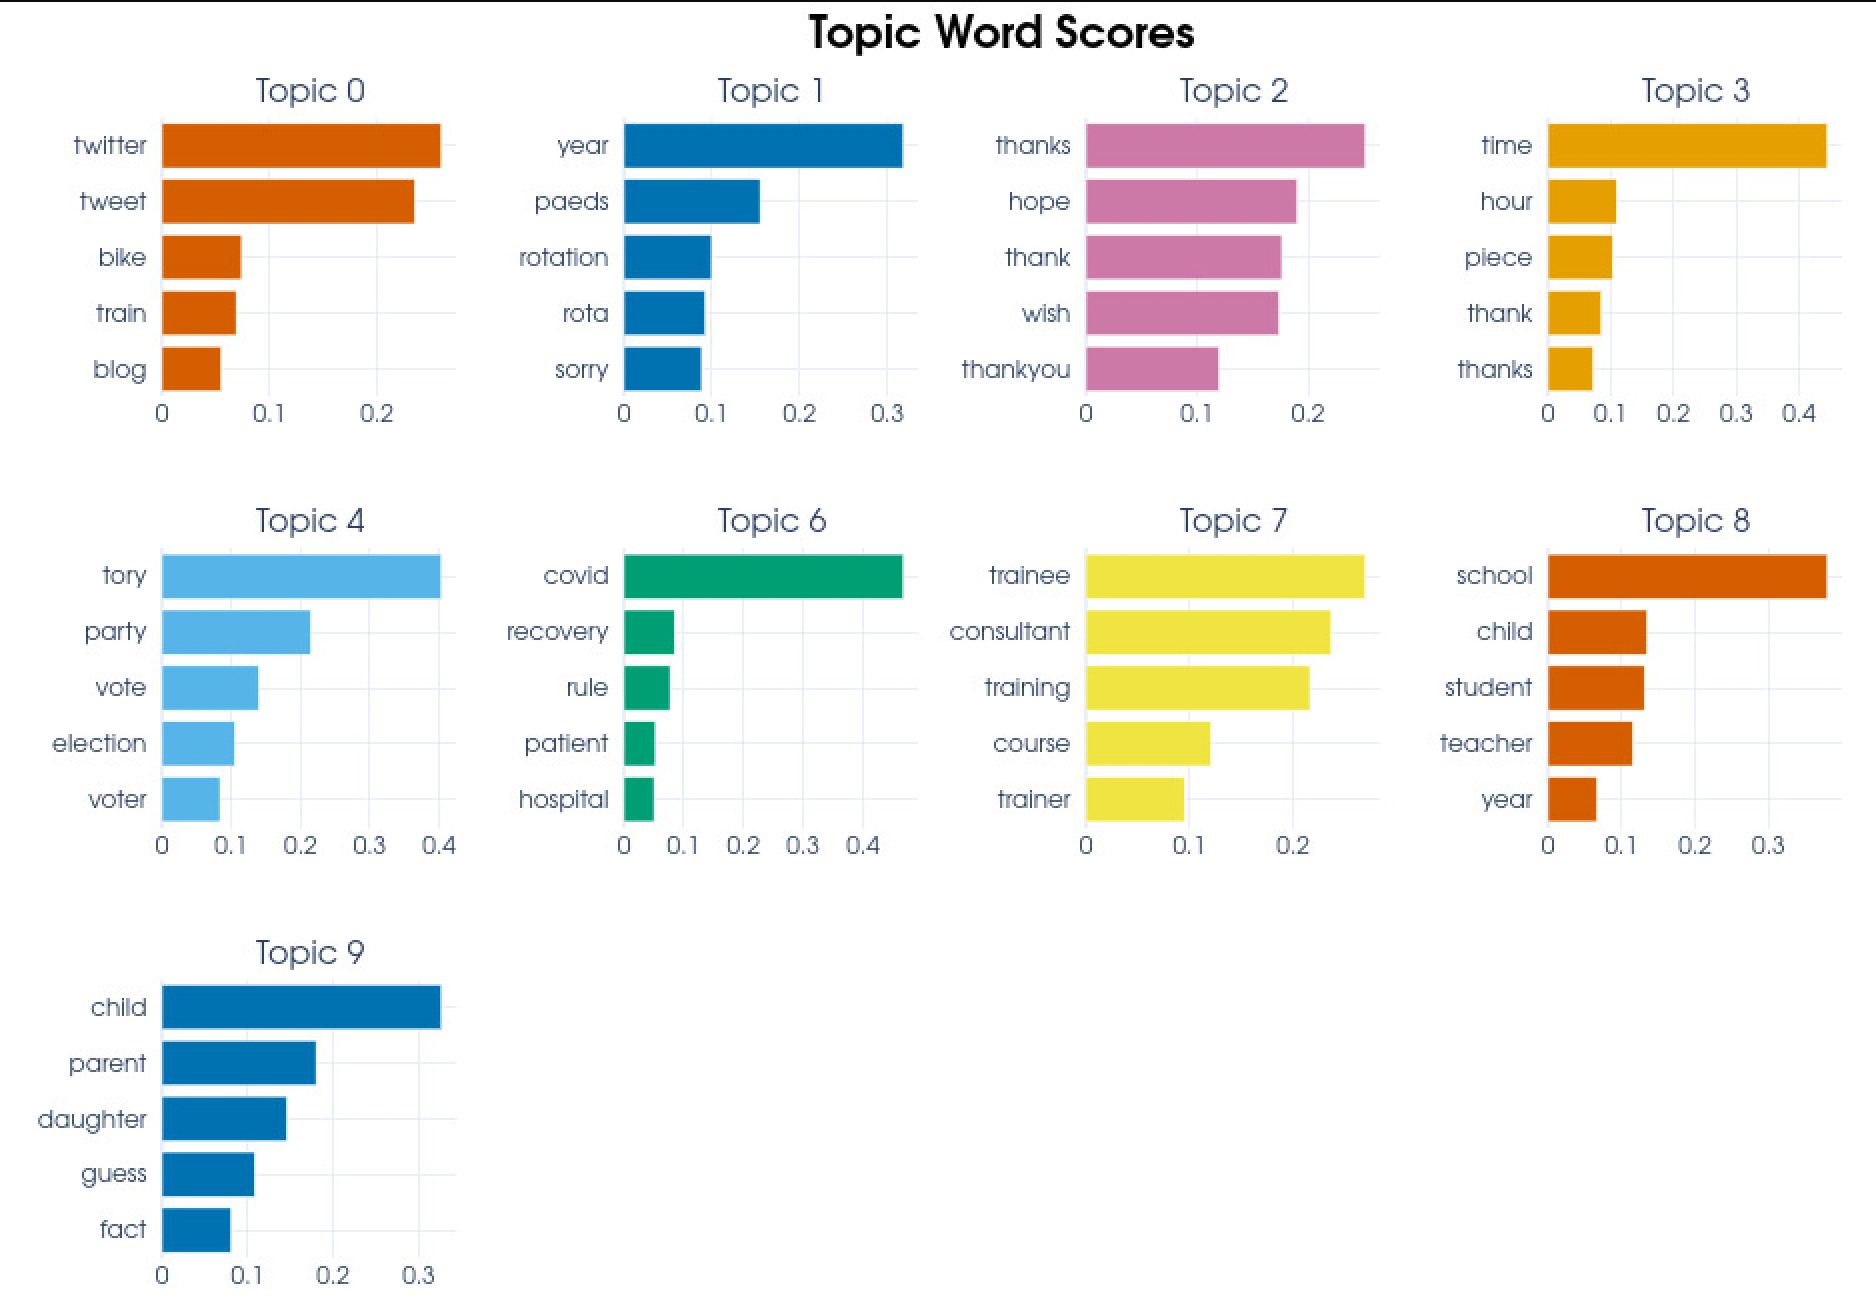 Topic Word Scores
Topic 0
twitter
tweet
bike
train
blog
0 0.1 0.2
Topic 1
year
paeds
rotation
rota
sorry
0 0.1 0.2 0.3
Topic 2
thanks
hope
thank
wish
thankyou
0 0.1 0.2
Topic 3
time
hour
piece
thank
thanks
0 0.1 0.2 0.3 0.4
Topic 4
tory
party
vote
election
voter
0 0.1 0.2 0.3 0.4
Topic 6
covid
recovery
rule
patient
hospital
0 0.1 0.2 0.3 0.4
Topic 7
trainee
consultant
training
course
trainer
0 0.1 0.2
Topic 8
school
child
student
teacher
year
0 0.1 0.2 0.3
Topic 9
child
parent
daughter
guess
fact
0 0.1 0.2 0.3